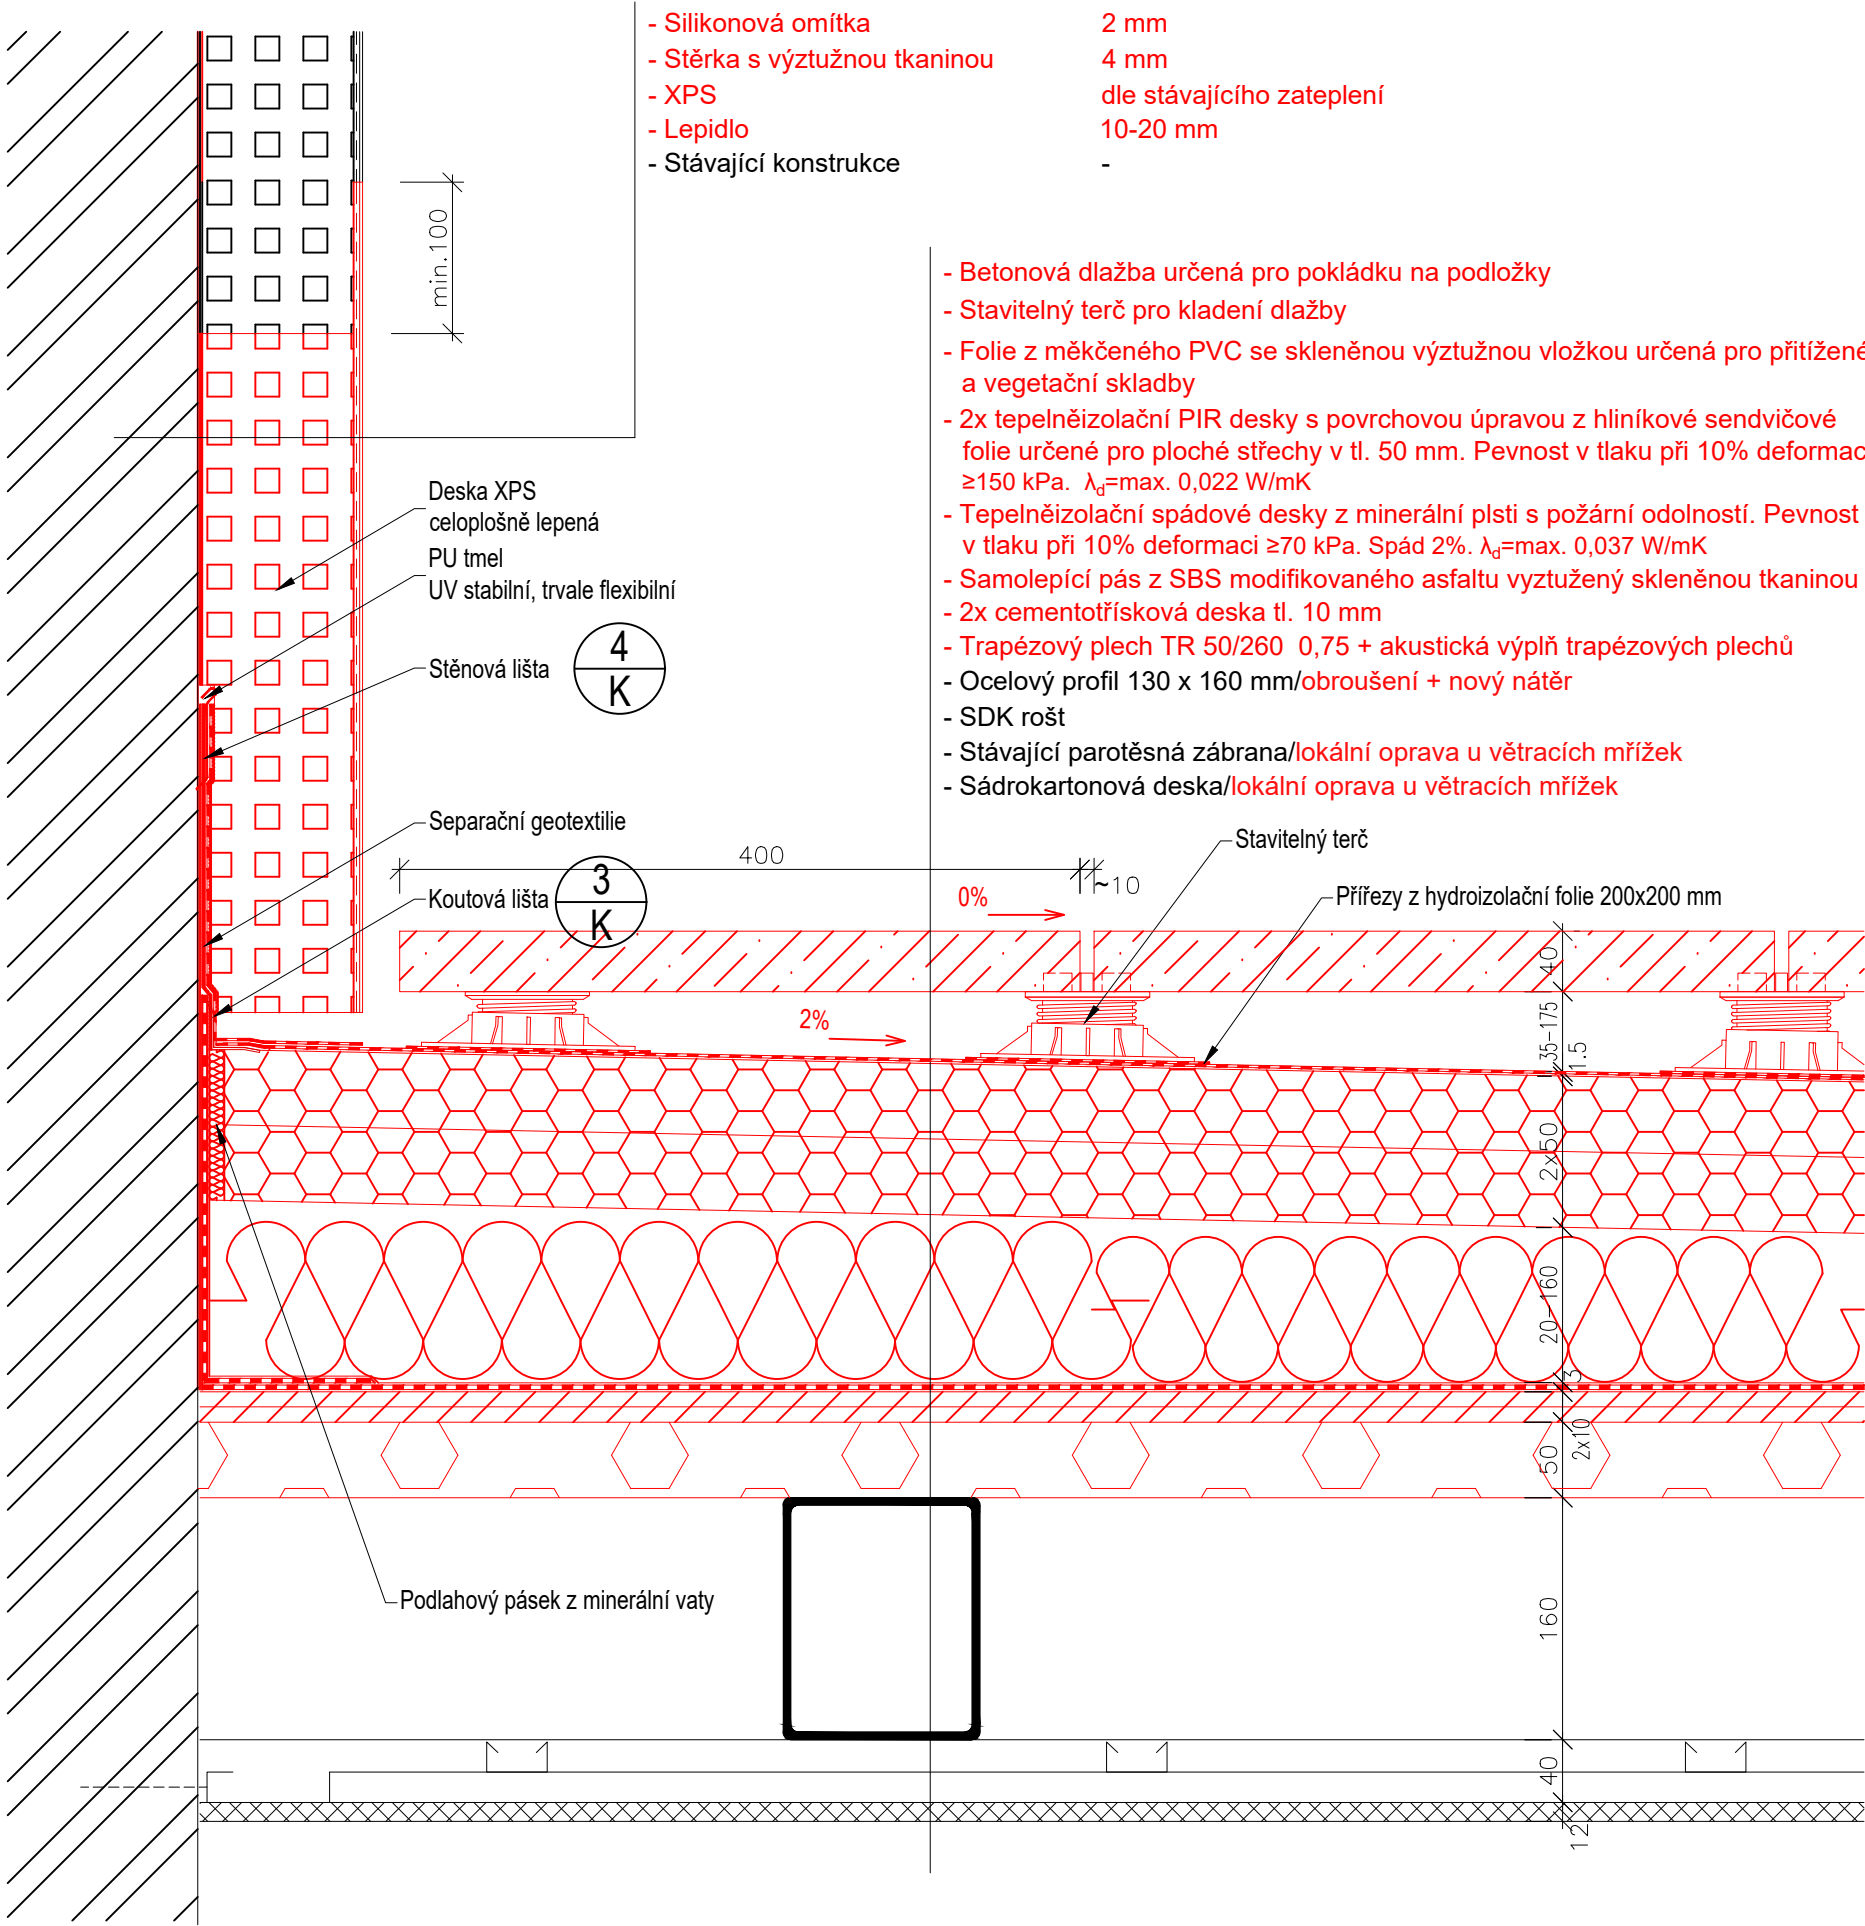 - Silikonová omítka 2 mm
- Stěrka s výztužnou tkaninou 4 mm
- XPS dle stávajícího zateplení
- Lepidlo 10-20 mm
- Stávající konstrukce -
min.100
- Betonová dlažba určená pro pokládku na podložky
- Stavitelný terč pro kladení dlažby
- Folie z měkčeného PVC se skleněnou výztužnou vložkou určená pro přitížené
a vegetační skladby
- 2x tepelněizolační PIR desky s povrchovou úpravou z hliníkové sendvičové
folie určené pro ploché střechy v tl. 50 mm. Pevnost v tlaku při 10% deformac
≥150 kPa. λd=max. 0,022 W/mK
- Tepelněizolační spádové desky z minerální plsti s požární odolností. Pevnost
v tlaku při 10% deformaci ≥70 kPa. Spád 2%. λd=max. 0,037 W/mK
- Samolepící pás z SBS modifikovaného asfaltu vyztužený skleněnou tkaninou
- 2x cementotřísková deska tl. 10 mm
- Trapézový plech TR 50/260 0,75 + akustická výplň trapézových plechů
- Ocelový profil 130 x 160 mm/obroušení + nový nátěr
- SDK rošt
- Stávající parotěsná zábrana/lokální oprava u větracích mřížek
- Sádrokartonová deska/lokální oprava u větracích mřížek
Deska XPS
celoplošně lepená
PU tmel
UV stabilní, trvale flexibilní
Stěnová lišta
4
K
Separační geotextilie
Koutová lišta
3
K
400
~10
Stavitelný terč
Přířezy z hydroizolační folie 200x200 mm
0%
2%
40
35-175
1.5
2x50
20-160
3
2x10
50
160
40
12
Podlahový pásek z minerální vaty